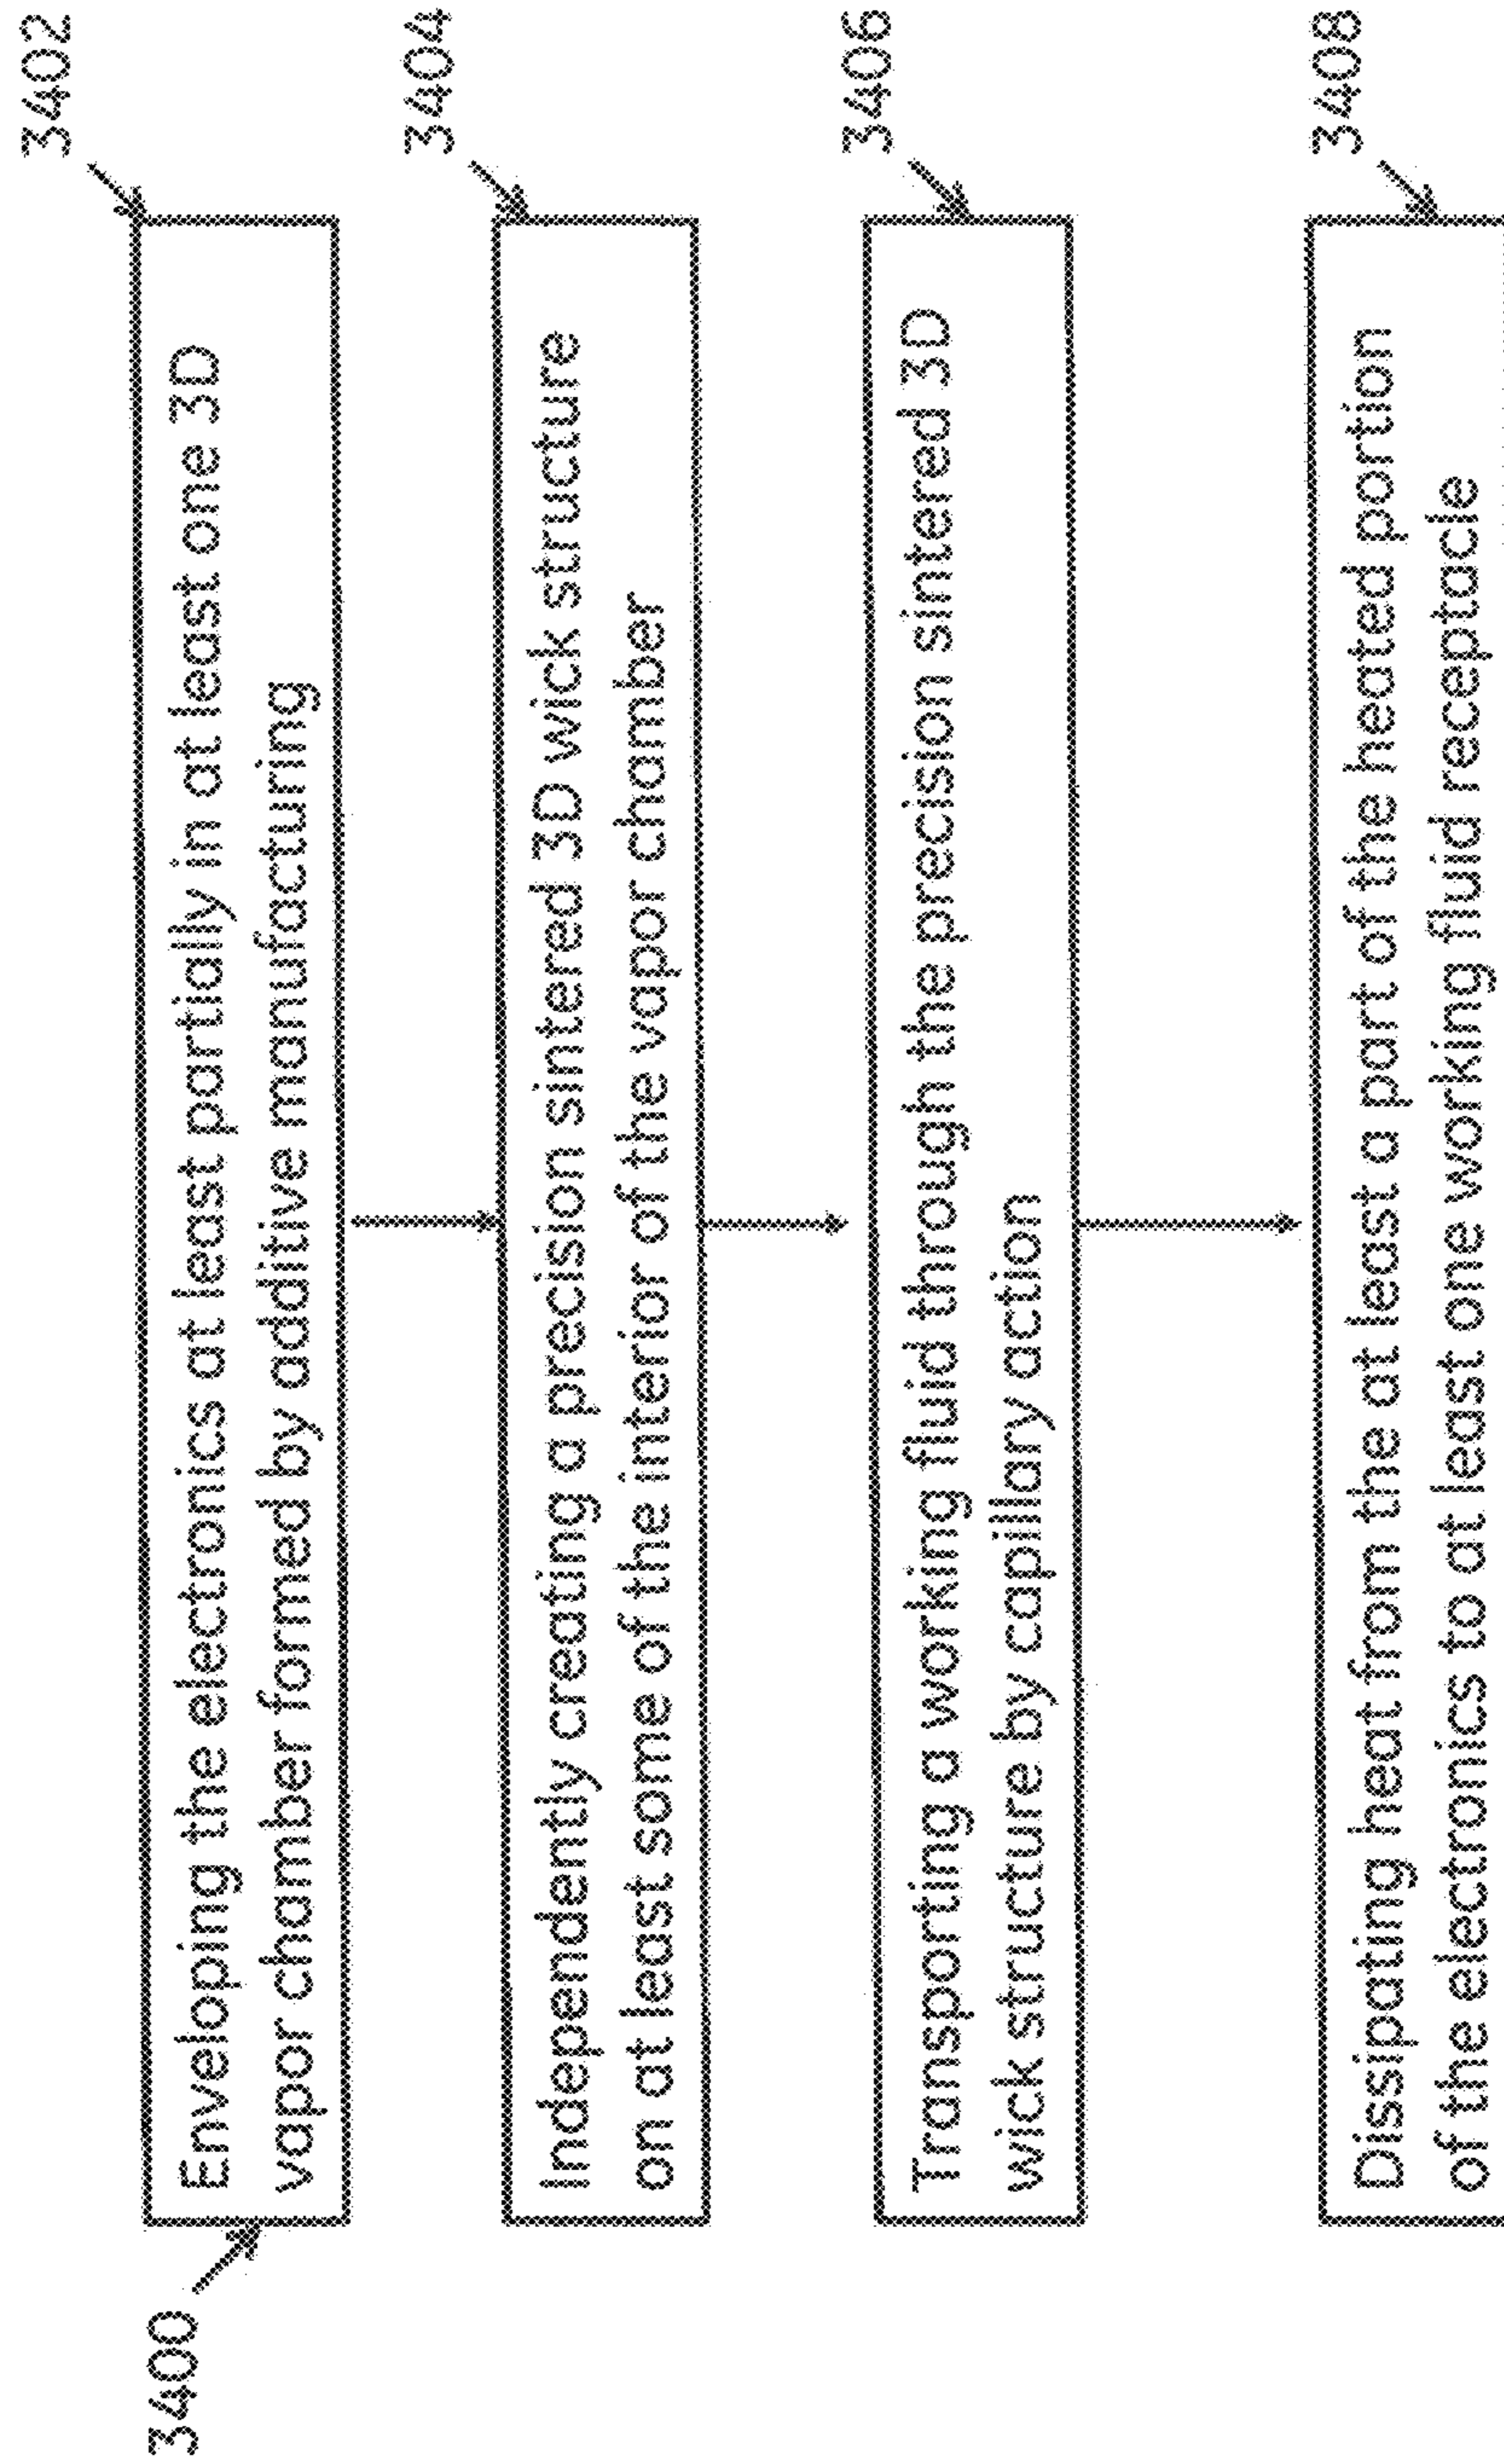 3400
3402
Enveloping the electronics at least partially in at least one 3D
vapor chamber formed by additive manufacturing
3404
Independently creating a precision sintered 3D wick structure
on at least some of the interior of the vapor chamber
3406
Transporting a working fluid through the precision sintered 3D
wick structure by capillary action
3408
Dissipating heat from the at least a part of the heated portion
of the electronics to at least one working fluid receptacle